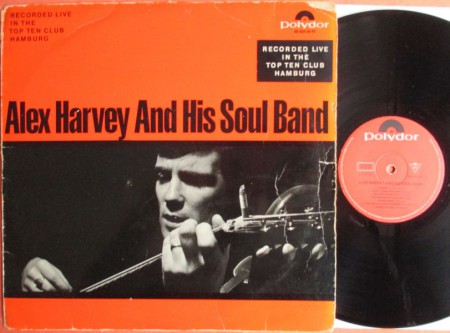 RECORDED LIVE
IN THE
TOP TEN CLUB
HAMBURG
Polydor
RECORDED LIVE
IN THE
TOP TEN CLUB
HAMBURG
Alex Harvey And His Soul Band
Polydor